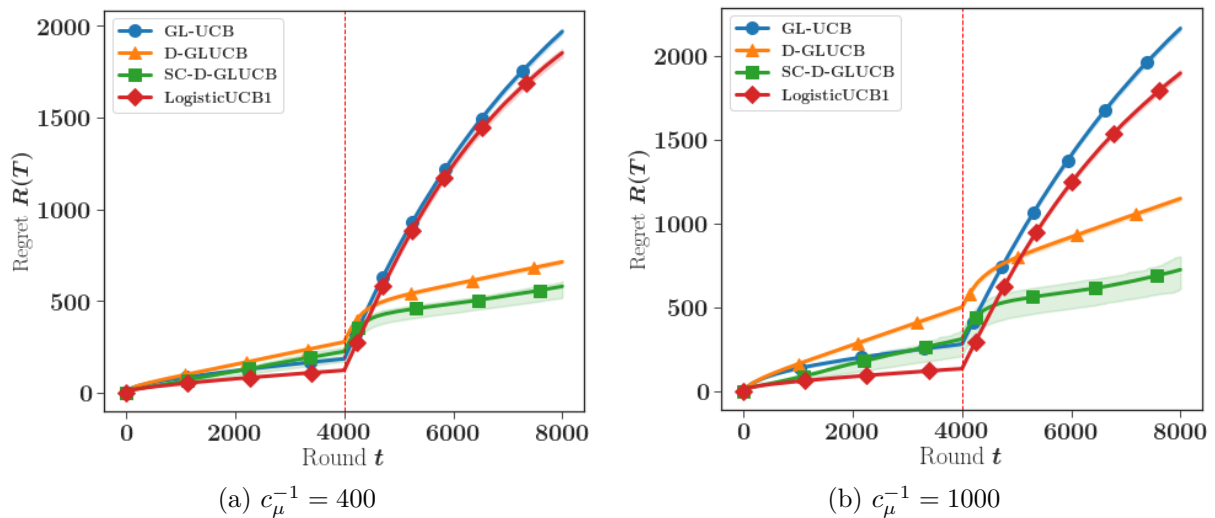 2000
1500
1000
500
0
Regret R(T)
GL-UCB
D-GLUCB
SC-D-GLUCB
LogisticUCB1
0 2000 4000 6000 8000
Round t
(a) c_μ^{-1} = 400
2000
1500
1000
500
0
Regret R(T)
GL-UCB
D-GLUCB
SC-D-GLUCB
LogisticUCB1
0 2000 4000 6000 8000
Round t
(b) c_μ^{-1} = 1000